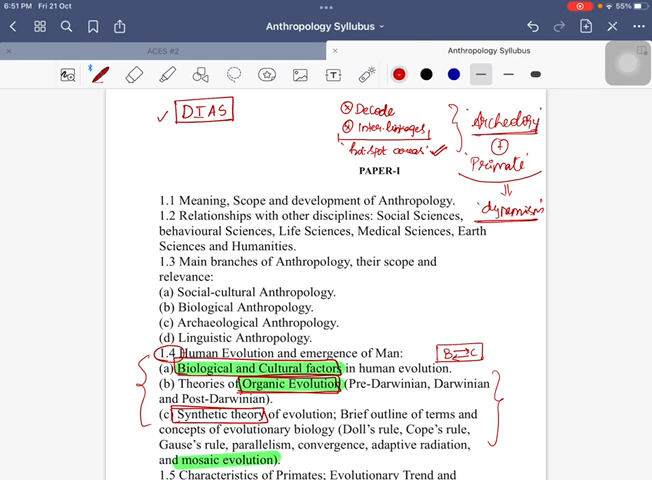 6:51 PM Fri 21 Oct
55%
Anthropology Syllabus
ACES #2
Anthropology Syllabus
DIAS
Decode
inter-linkages
'hot-spot areas'
'Archeology'
+
'Primate'
'dynamism'
PAPER-I
1.1 Meaning, Scope and development of Anthropology.
1.2 Relationships with other disciplines: Social Sciences,
behavioural Sciences, Life Sciences, Medical Sciences, Earth
Sciences and Humanities.
1.3 Main branches of Anthropology, their scope and
relevance:
(a) Social-cultural Anthropology.
(b) Biological Anthropology.
(c) Archaeological Anthropology.
(d) Linguistic Anthropology.
1.4 Human Evolution and emergence of Man:
B⇄C
(a) Biological and Cultural factors in human evolution.
(b) Theories of Organic Evolution (Pre-Darwinian, Darwinian
and Post-Darwinian).
(c) Synthetic theory of evolution; Brief outline of terms and
concepts of evolutionary biology (Doll's rule, Cope's rule,
Gause's rule, parallelism, convergence, adaptive radiation,
and mosaic evolution).
1.5 Characteristics of Primates; Evolutionary Trend and